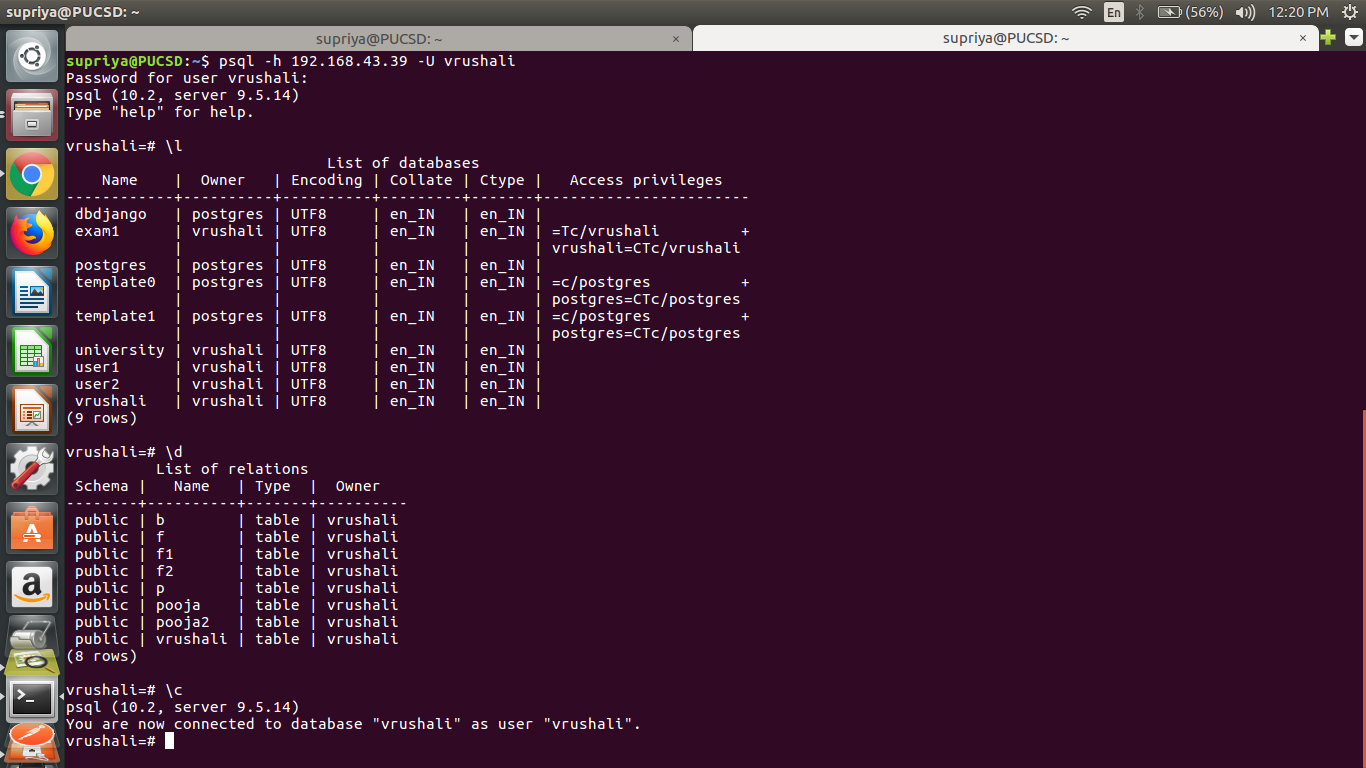 supriya@PUCSD: ~
En
(56%)
12:20 PM
supriya@PUCSD: ~ ×
supriya@PUCSD: ~ ×
supriya@PUCSD:~$ psql -h 192.168.43.39 -U vrushali
Password for user vrushali:
psql (10.2, server 9.5.14)
Type "help" for help.
vrushali=# \l
                             List of databases
    Name    |  Owner   | Encoding | Collate | Ctype |   Access privileges
------------+----------+----------+---------+-------+-----------------------
 dbdjango   | postgres | UTF8     | en_IN   | en_IN |
 exam1      | vrushali | UTF8     | en_IN   | en_IN | =Tc/vrushali         +
            |          |          |         |       | vrushali=CTc/vrushali
 postgres   | postgres | UTF8     | en_IN   | en_IN |
 template0  | postgres | UTF8     | en_IN   | en_IN | =c/postgres          +
            |          |          |         |       | postgres=CTc/postgres
 template1  | postgres | UTF8     | en_IN   | en_IN | =c/postgres          +
            |          |          |         |       | postgres=CTc/postgres
 university | vrushali | UTF8     | en_IN   | en_IN |
 user1      | vrushali | UTF8     | en_IN   | en_IN |
 user2      | vrushali | UTF8     | en_IN   | en_IN |
 vrushali   | vrushali | UTF8     | en_IN   | en_IN |
(9 rows)
vrushali=# \d
          List of relations
 Schema |   Name   | Type  |  Owner
--------+----------+-------+----------
 public | b        | table | vrushali
 public | f        | table | vrushali
 public | f1       | table | vrushali
 public | f2       | table | vrushali
 public | p        | table | vrushali
 public | pooja    | table | vrushali
 public | pooja2   | table | vrushali
 public | vrushali | table | vrushali
(8 rows)
vrushali=# \c
psql (10.2, server 9.5.14)
You are now connected to database "vrushali" as user "vrushali".
vrushali=#